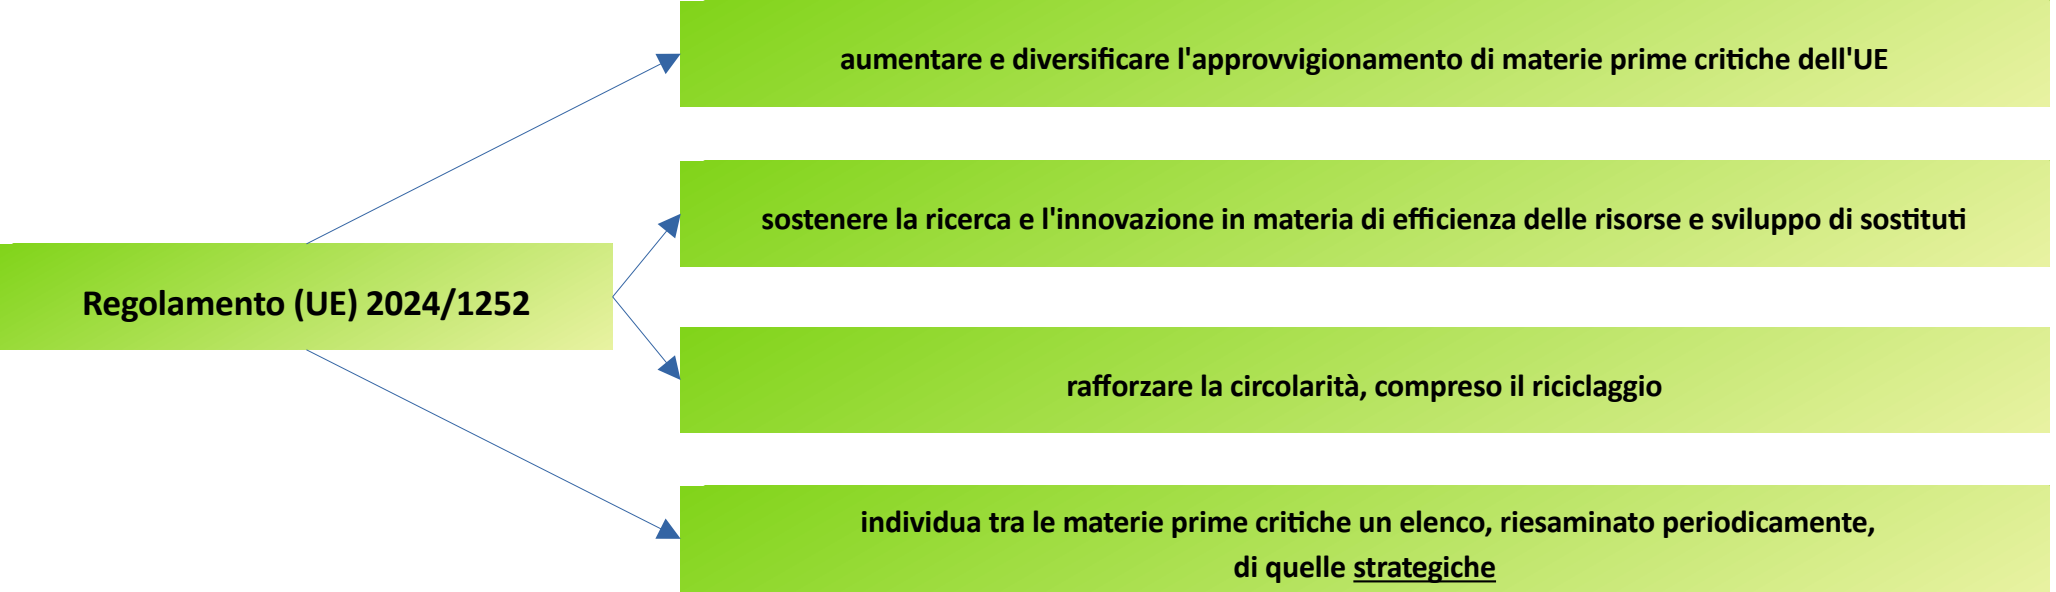 aumentare e diversificare l'approvvigionamento di materie prime critiche dell'UE
sostenere la ricerca e l'innovazione in materia di efficienza delle risorse e sviluppo di sostituti
Regolamento (UE) 2024/1252
rafforzare la circolarità, compreso il riciclaggio
individua tra le materie prime critiche un elenco, riesaminato periodicamente,
di quelle strategiche